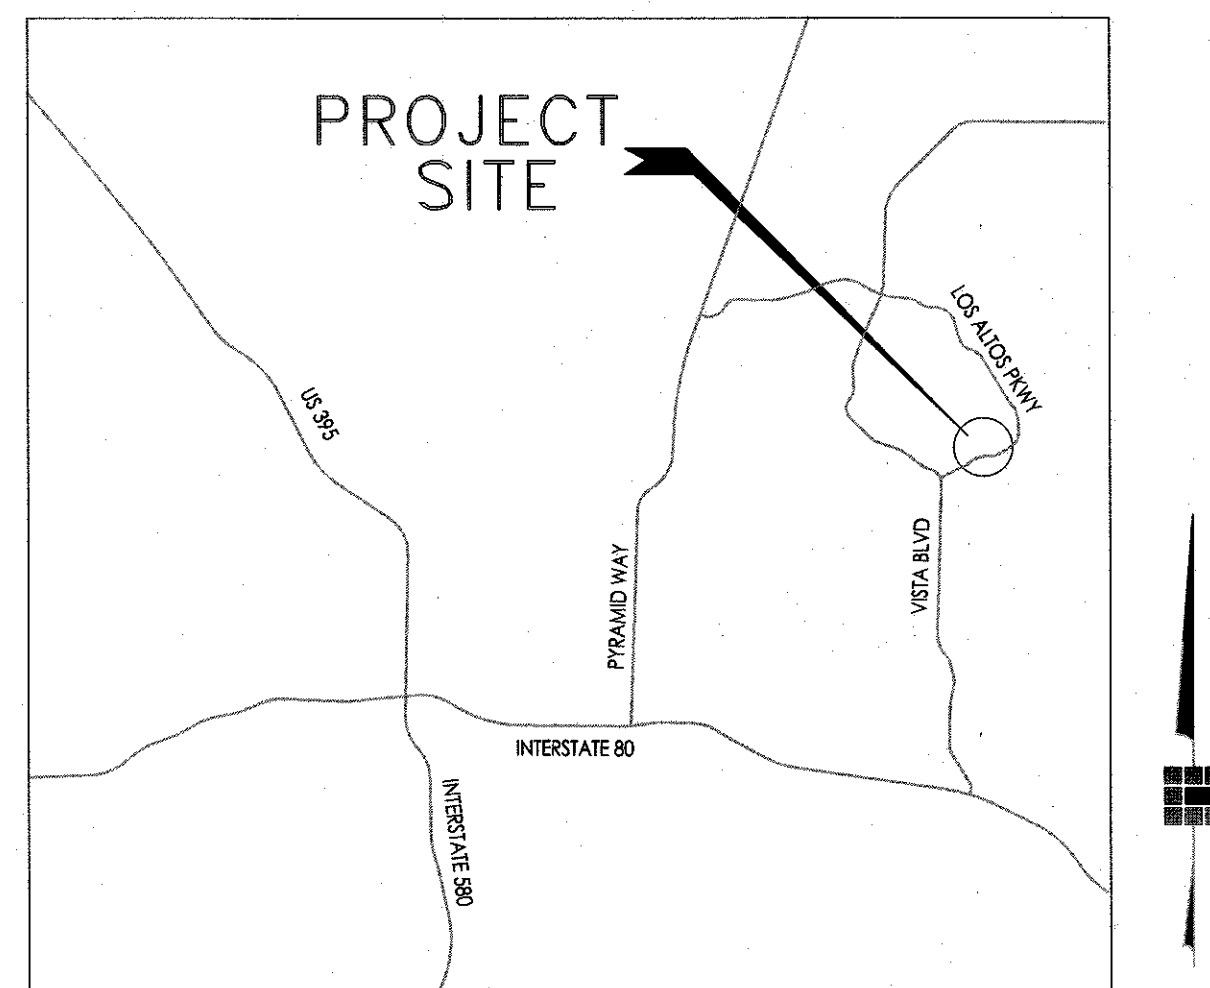 PROJECT
SITE
LOS ALTOS PKWY
US 395
VISTA BLVD
PYRAMID WAY
INTERSTATE 80
INTERSTATE 580